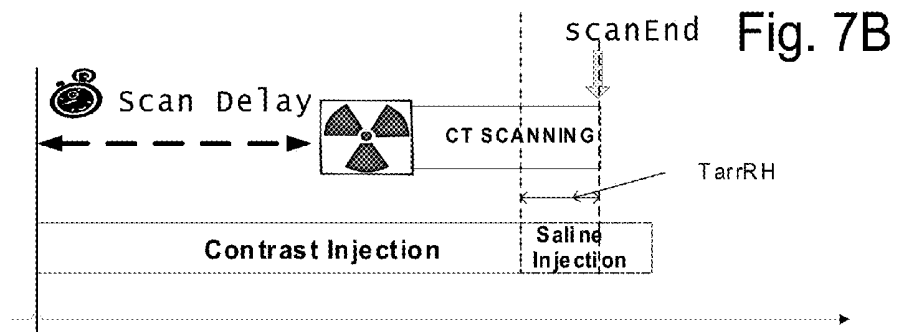 scanEnd
Fig. 7B
Scan Delay
CT SCANNING
TarrRH
Contrast Injection
Saline
Injection